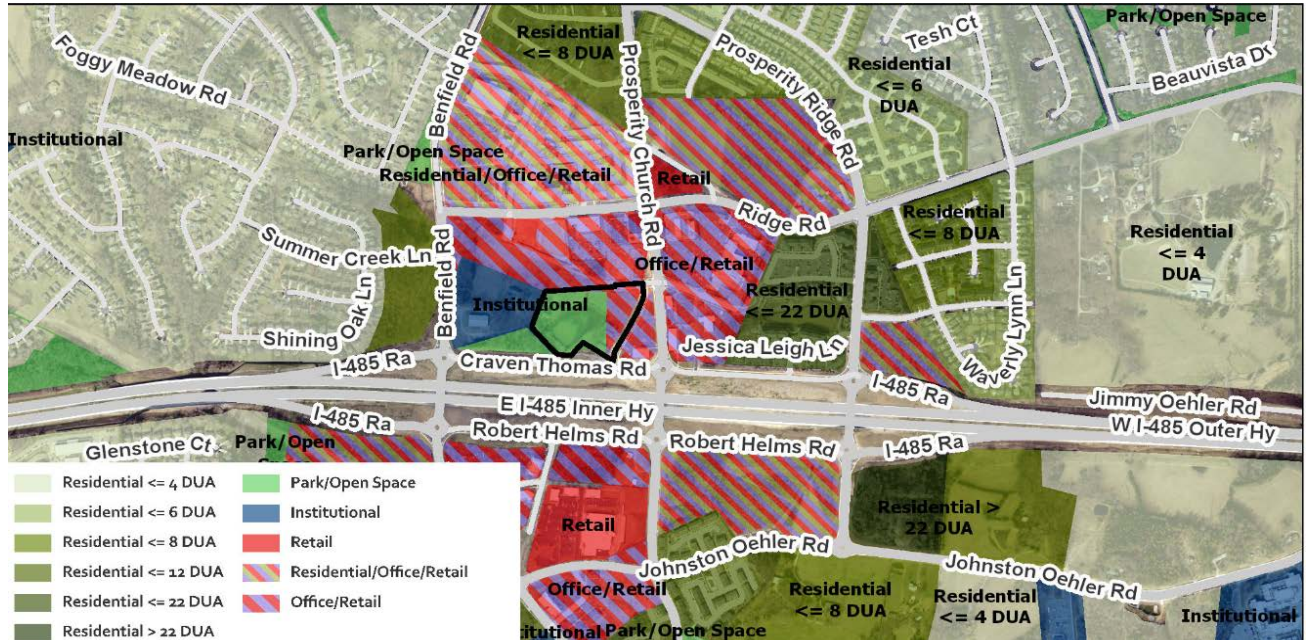 Park/Open Space
Foggy Meadow Rd
Benfield Rd
Residential
<= 8 DUA
Prosperity Church Rd
Prosperity Ridge Rd
Tesh Ct
Beauvista Dr
Residential
<= 6
DUA
Institutional
Park/Open Space
Residential/Office/Retail
Retail
Ridge Rd
Residential
<= 8 DUA
Residential
<= 4
DUA
Summer Creek Ln
Office/Retail
Benfield Rd
Institutional
Residential
<= 22 DUA
Shining Oak Ln
Jessica Leigh Ln
Waverly Lynn Ln
I-485 Ra
Craven Thomas Rd
I-485 Ra
Jimmy Oehler Rd
E I-485 Inner Hy
W I-485 Outer Hy
I-485 Ra
Robert Helms Rd
Robert Helms Rd
I-485 Ra
Glenstone Ct
Park/Open
Residential <= 4 DUA
Residential <= 6 DUA
Residential <= 8 DUA
Residential <= 12 DUA
Residential <= 22 DUA
Residential > 22 DUA
Park/Open Space
Institutional
Retail
Residential/Office/Retail
Office/Retail
Retail
Residential >
22 DUA
Johnston Oehler Rd
Johnston Oehler Rd
Office/Retail
Residential
<= 8 DUA
Residential
<= 4 DUA
Institutional
Park/Open Space